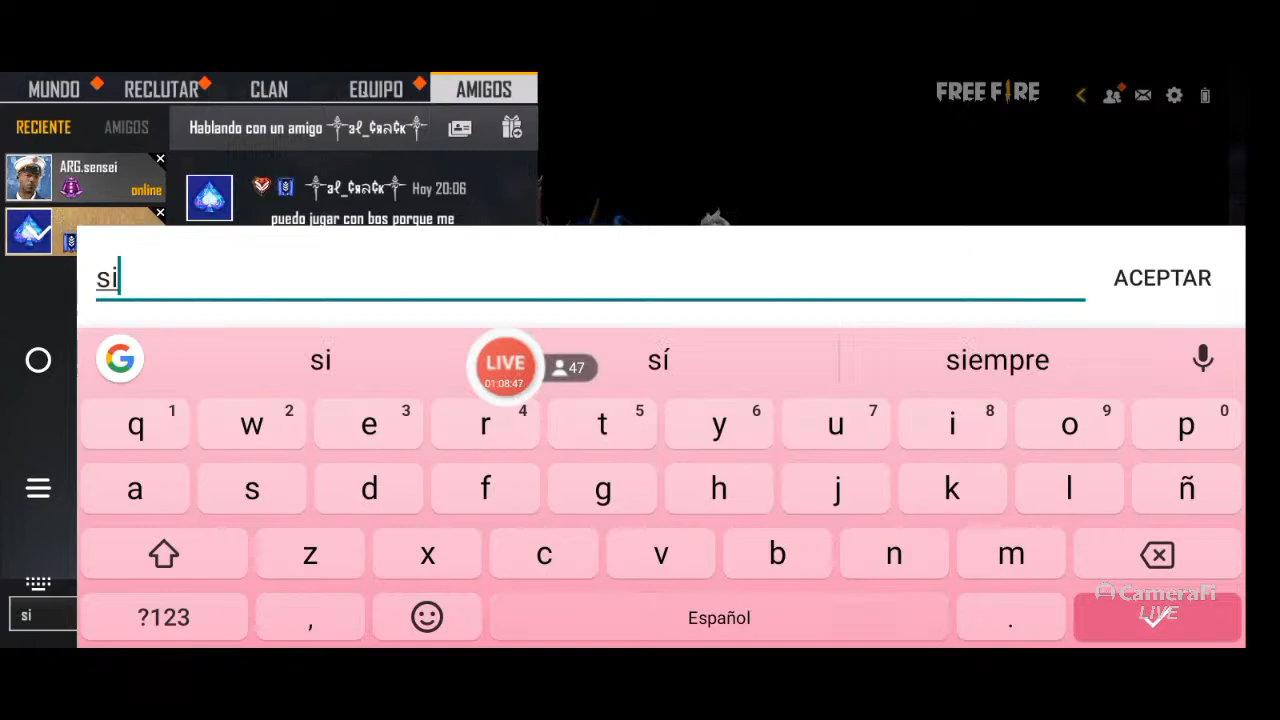 MUNDO RECLUTAR CLAN EQUIPO AMIGOS
FREE FIRE
RECIENTE AMIGOS Hablando con un amigo
ARG.sensei
online
Hoy 20:06
puedo jugar con bos porque me
si
ACEPTAR
si sí siempre
LIVE
01:08:47
47
q 1 w 2 e 3 r 4 t 5 y 6 u 7 i 8 o 9 p 0
a s d f g h j k l ñ
z x c v b n m
CameraFi
LIVE
si
?123 , Español .